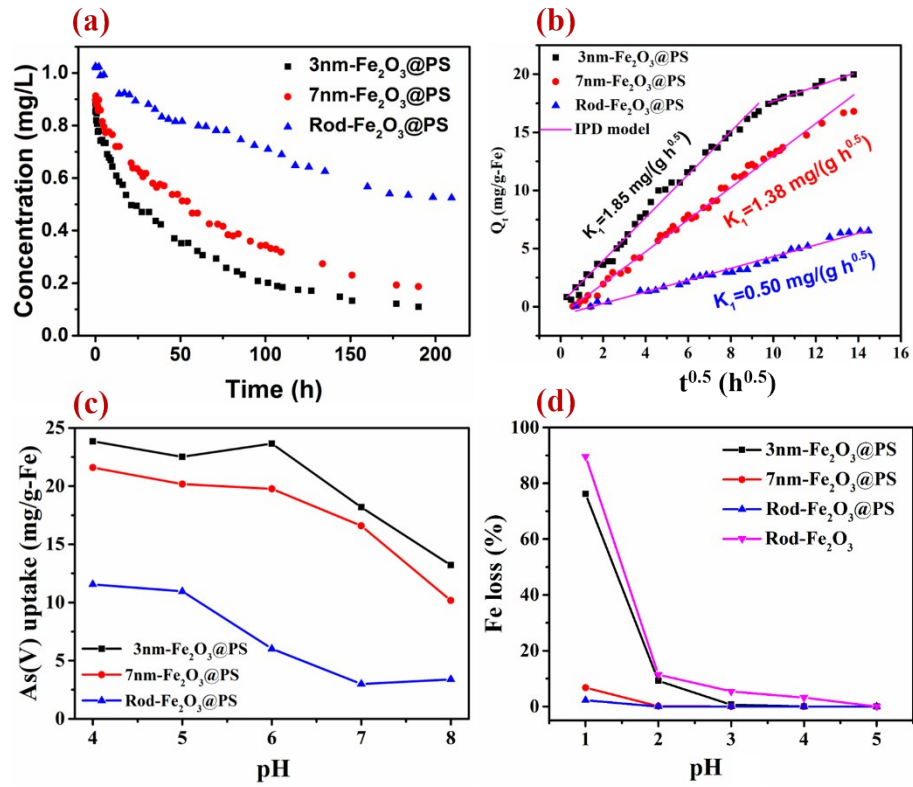 (a)
Concentration (mg/L)
1.0
0.8
0.6
0.4
0.2
0.0
3nm-Fe₂O₃@PS
7nm-Fe₂O₃@PS
Rod-Fe₂O₃@PS
0 50 100 150 200
Time (h)
(b)
Qₜ (mg/g-Fe)
20
15
10
5
0
3nm-Fe₂O₃@PS
7nm-Fe₂O₃@PS
Rod-Fe₂O₃@PS
IPD model
K₁=1.85 mg/(g h⁰·⁵)
K₁=1.38 mg/(g h⁰·⁵)
K₁=0.50 mg/(g h⁰·⁵)
0 2 4 6 8 10 12 14 16
t⁰·⁵ (h⁰·⁵)
(c)
As(V) uptake (mg/g-Fe)
25
20
15
10
5
0
3nm-Fe₂O₃@PS
7nm-Fe₂O₃@PS
Rod-Fe₂O₃@PS
4 5 6 7 8
pH
(d)
Fe loss (%)
100
80
60
40
20
0
3nm-Fe₂O₃@PS
7nm-Fe₂O₃@PS
Rod-Fe₂O₃@PS
Rod-Fe₂O₃
1 2 3 4 5
pH